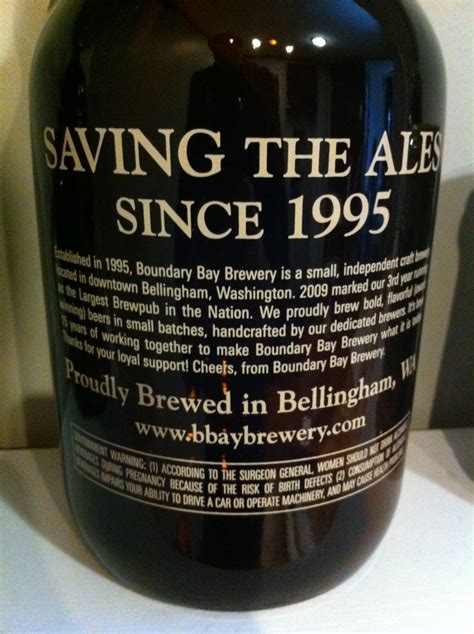 SAVING THE ALES
SINCE 1995
Established in 1995, Boundary Bay Brewery is a small, independent craft brewery
located in downtown Bellingham, Washington. 2009 marked our 3rd year running
as the Largest Brewpub in the Nation. We proudly brew bold, flavorful
winning) beers in small batches, handcrafted by our dedicated brewers. It's been
15 years of working together to make Boundary Bay Brewery what it is today.
Thanks for your loyal support! Cheers, from Boundary Bay Brewery.
Proudly Brewed in Bellingham, WA
www.bbaybrewery.com
GOVERNMENT WARNING: (1) ACCORDING TO THE SURGEON GENERAL, WOMEN SHOULD NOT DRINK
BEVERAGES DURING PREGNANCY BECAUSE OF THE RISK OF BIRTH DEFECTS (2) CONSUMPTION OF
BEVERAGES IMPAIRS YOUR ABILITY TO DRIVE A CAR OR OPERATE MACHINERY, AND MAY CAUSE HEALTH